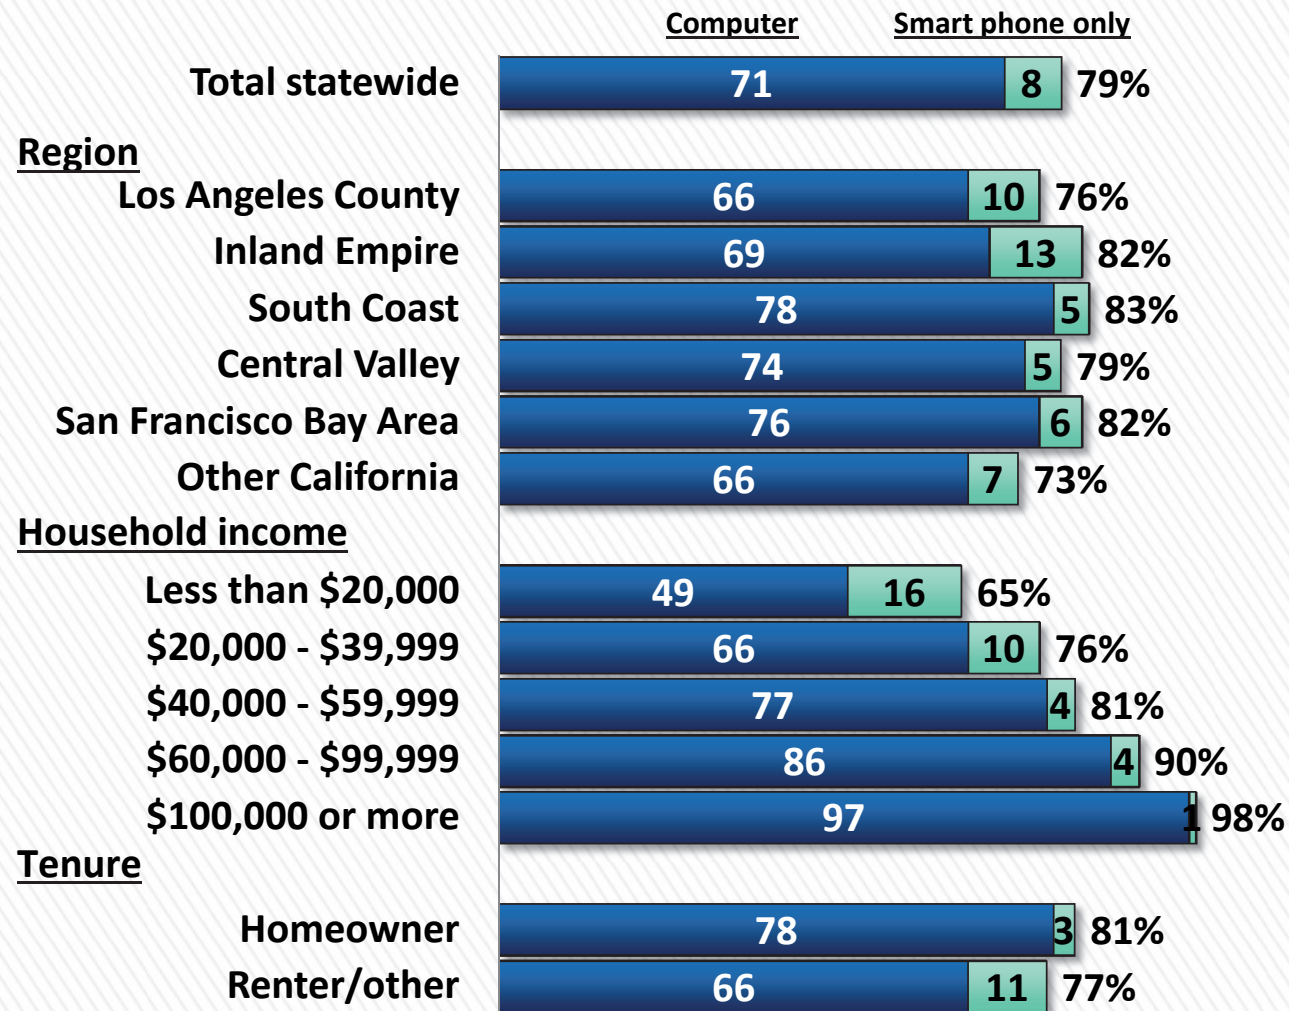 Computer Smart phone only
Total statewide 71 8 79%
Region
Los Angeles County 66 10 76%
Inland Empire 69 13 82%
South Coast 78 5 83%
Central Valley 74 5 79%
San Francisco Bay Area 76 6 82%
Other California 66 7 73%
Household income
Less than $20,000 49 16 65%
$20,000 - $39,999 66 10 76%
$40,000 - $59,999 77 4 81%
$60,000 - $99,999 86 4 90%
$100,000 or more 97 1 98%
Tenure
Homeowner 78 3 81%
Renter/other 66 11 77%